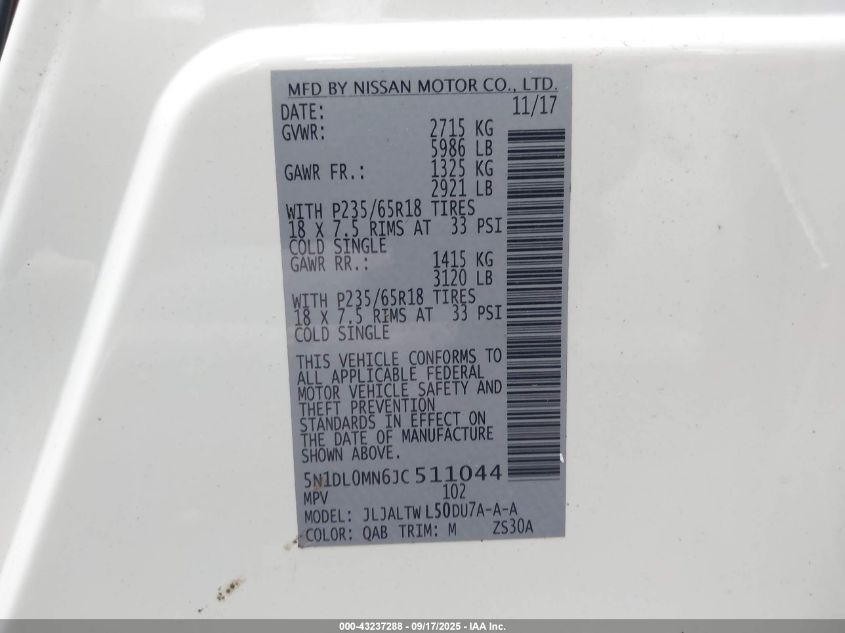 MFD BY NISSAN MOTOR CO., LTD.
DATE: 11/17
GVWR: 2715 KG
5986 LB
GAWR FR.: 1325 KG
2921 LB
WITH P235/65R18 TIRES
18 X 7.5 RIMS AT 33 PSI
COLD SINGLE
GAWR RR.: 1415 KG
3120 LB
WITH P235/65R18 TIRES
18 X 7.5 RIMS AT 33 PSI
COLD SINGLE
THIS VEHICLE CONFORMS TO
ALL APPLICABLE FEDERAL
MOTOR VEHICLE SAFETY AND
THEFT PREVENTION
STANDARDS IN EFFECT ON
THE DATE OF MANUFACTURE
SHOWN ABOVE.
5N1DL0MN6JC511044
MPV 102
MODEL: JLJALTWL50DU7A-A-A
COLOR: QAB TRIM: M ZS30A
000-43237288 - 09/17/2025 - IAA Inc.